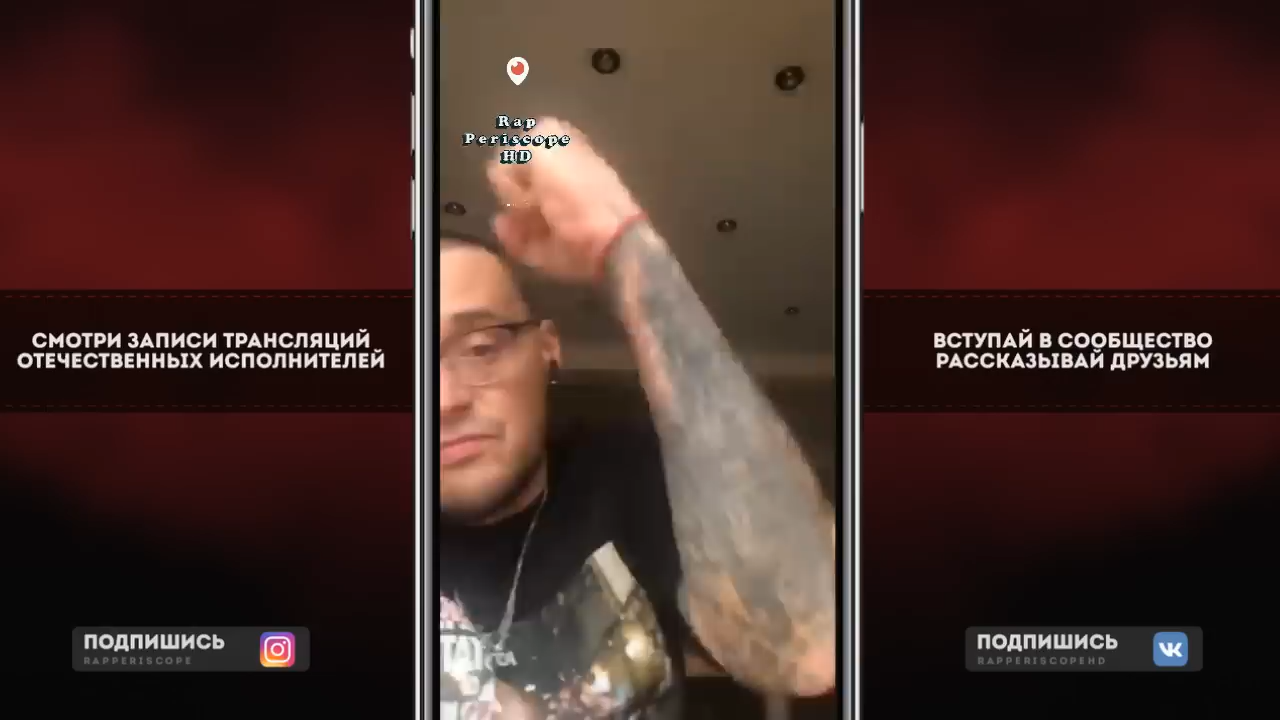 Rap
Periscope
HD
СМОТРИ ЗАПИСИ ТРАНСЛЯЦИЙ
ОТЕЧЕСТВЕННЫХ ИСПОЛНИТЕЛЕЙ
ВСТУПАЙ В СООБЩЕСТВО
РАССКАЗЫВАЙ ДРУЗЬЯМ
ПОДПИШИСЬ
RAPPERISCOPE
ПОДПИШИСЬ
RAPPERISCOPEHD